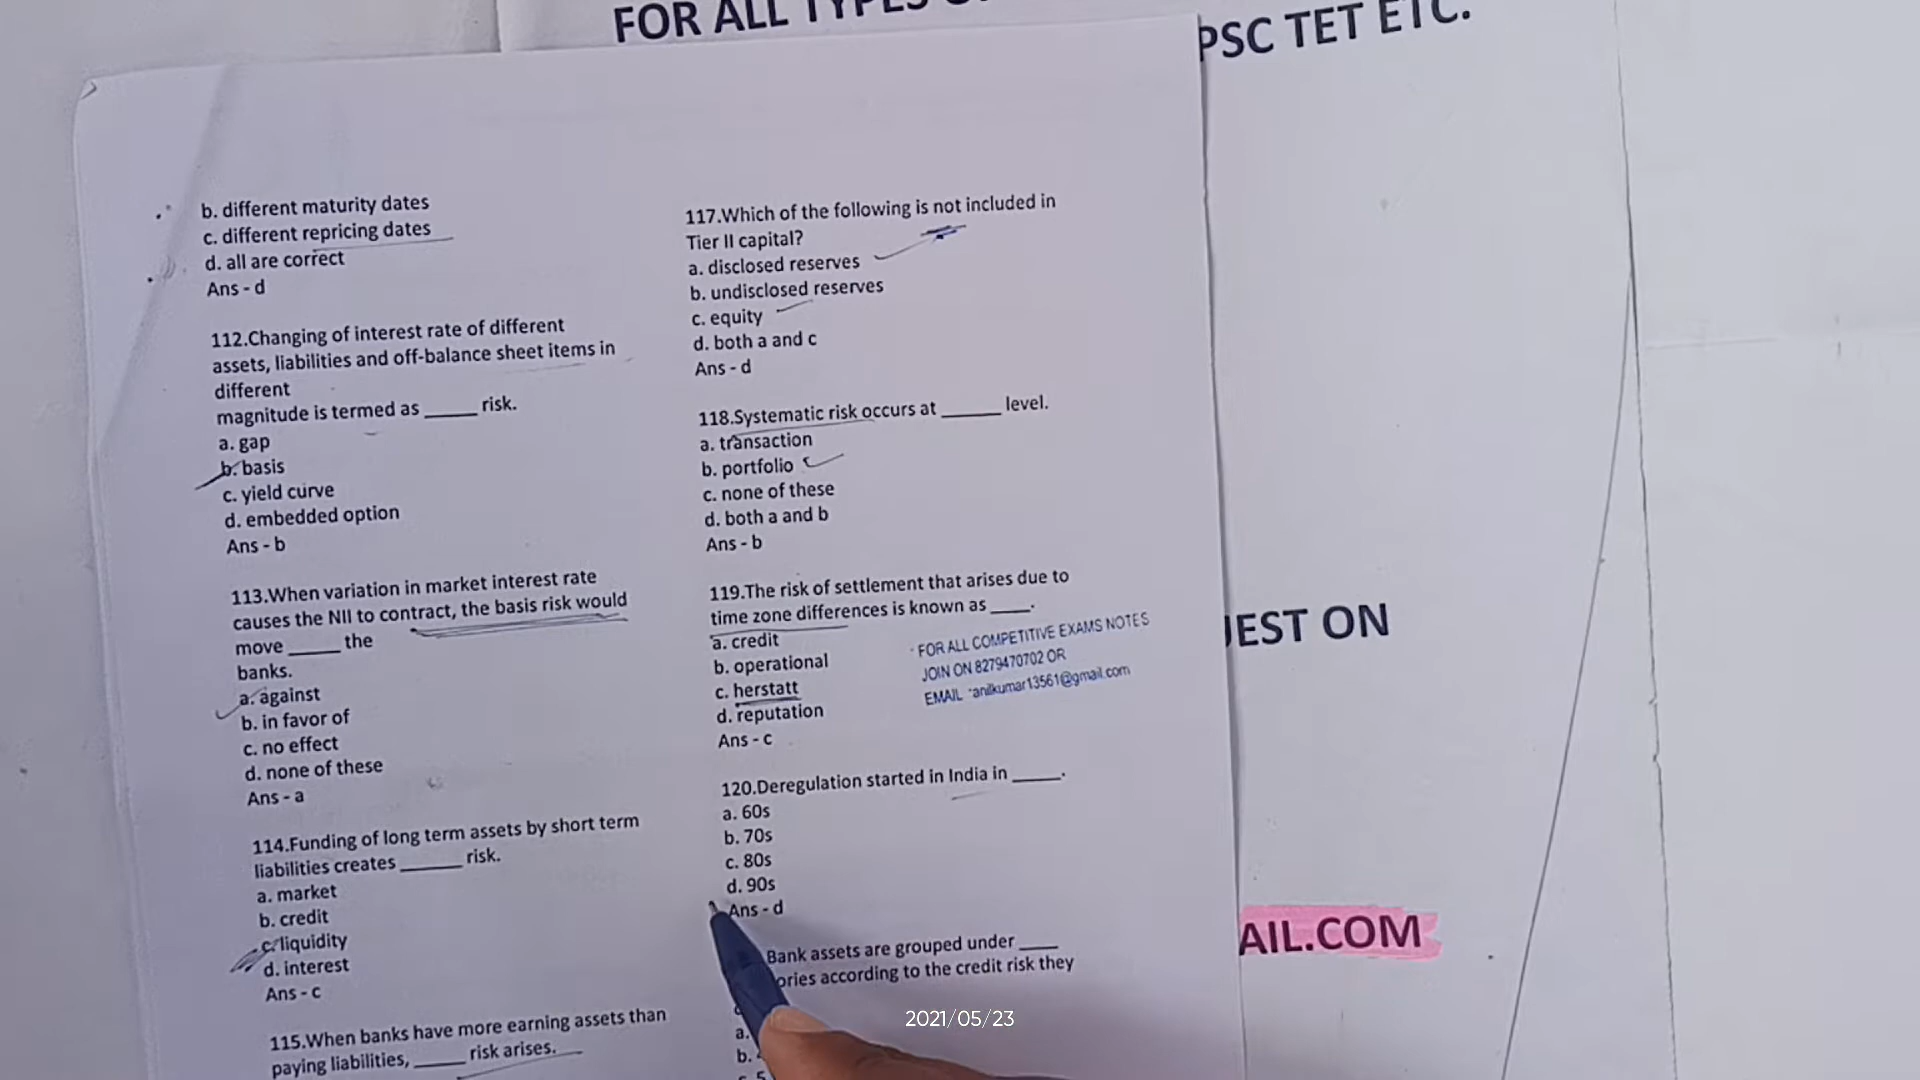 FOR ALL TYPES
PSC TET ETC.
b. different maturity dates
c. different repricing dates
d. all are correct
Ans - d
112.Changing of interest rate of different
assets, liabilities and off-balance sheet items in
different
magnitude is termed as _____ risk.
a. gap
b. basis
c. yield curve
d. embedded option
Ans - b
113.When variation in market interest rate
causes the NII to contract, the basis risk would
move _____ the
banks.
a. against
b. in favor of
c. no effect
d. none of these
Ans - a
114.Funding of long term assets by short term
liabilities creates ______ risk.
a. market
b. credit
c. liquidity
d. interest
Ans - c
115.When banks have more earning assets than
paying liabilities, _____ risk arises.
117.Which of the following is not included in
Tier II capital?
a. disclosed reserves
b. undisclosed reserves
c. equity
d. both a and c
Ans - d
118.Systematic risk occurs at ______ level.
a. transaction
b. portfolio
c. none of these
d. both a and b
Ans - b
119.The risk of settlement that arises due to
time zone differences is known as ____.
a. credit
b. operational
c. herstatt
d. reputation
Ans - c
FOR ALL COMPETITIVE EXAMS NOTES
JOIN ON 8279470702 OR
EMAIL -anilkumar13561@gmail.com
120.Deregulation started in India in _____.
a. 60s
b. 70s
c. 80s
d. 90s
Ans - d
Bank assets are grouped under ____
ories according to the credit risk they
a.
b.
c. 5
JEST ON
AIL.COM
2021/05/23